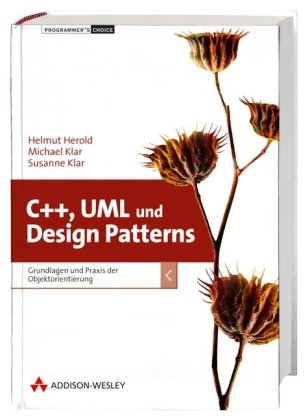 PROGRAMMER'S CHOICE
Helmut Herold
Michael Klar
Susanne Klar
C++, UML und
Design Patterns
Grundlagen und Praxis der
Objektorientierung
ADDISON-WESLEY